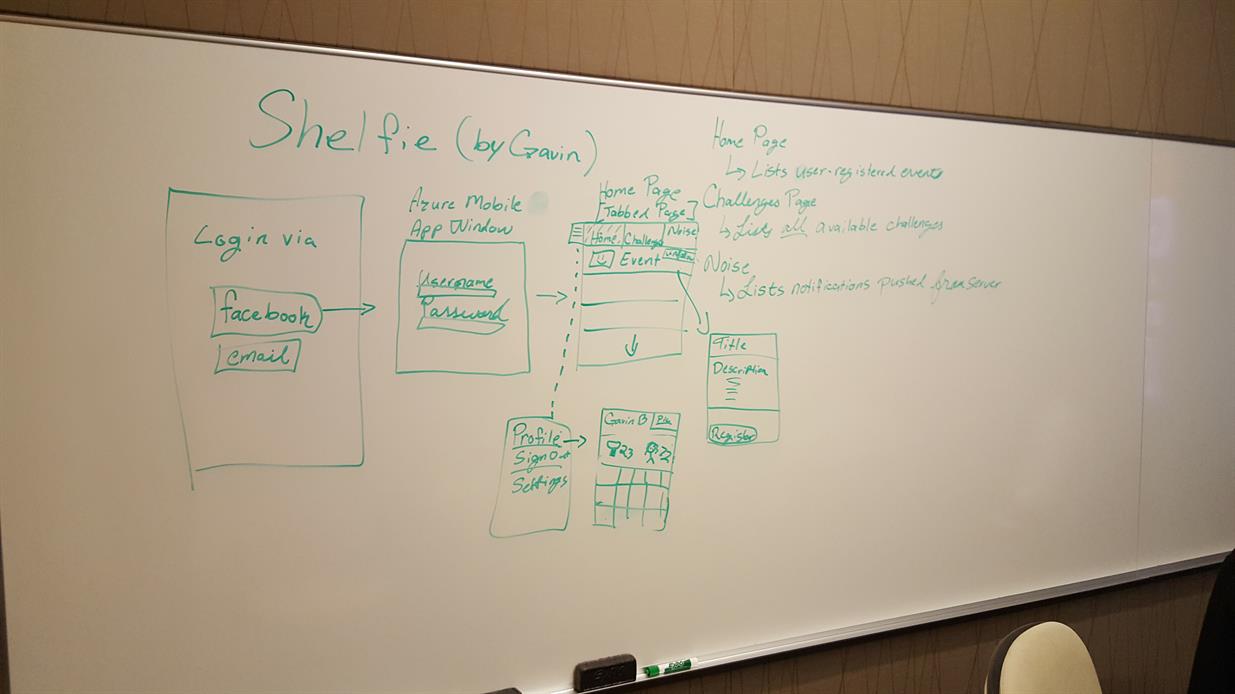 Shelfie (by Gavin)
Login via
facebook
email
Azure Mobile
App Window
Username
Password
Home Page
[Tabbed Page]
Home Challenges Noise
Event
Home Page
↳ Lists user-registered events
Challenges Page
↳ Lists all available challenges
Noise
↳ Lists notifications pushed from server
Title
Description
Register
Profile
Sign Out
Settings
Gavin B
23 22
EXPO